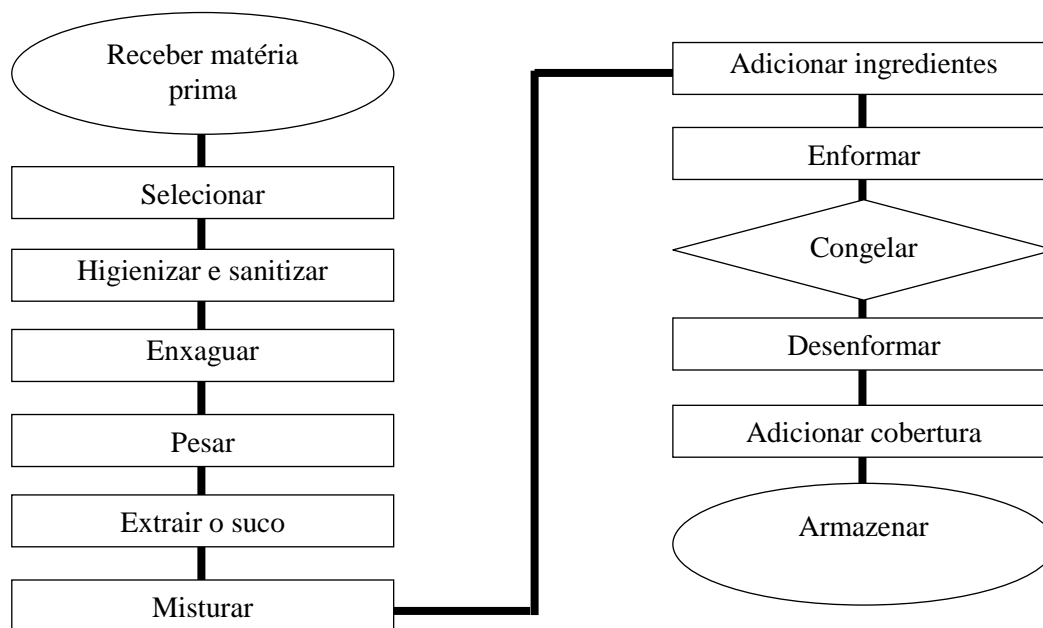 Receber matéria
prima
Selecionar
Higienizar e sanitizar
Enxaguar
Pesar
Extrair o suco
Misturar
Adicionar ingredientes
Enformar
Congelar
Desenformar
Adicionar cobertura
Armazenar